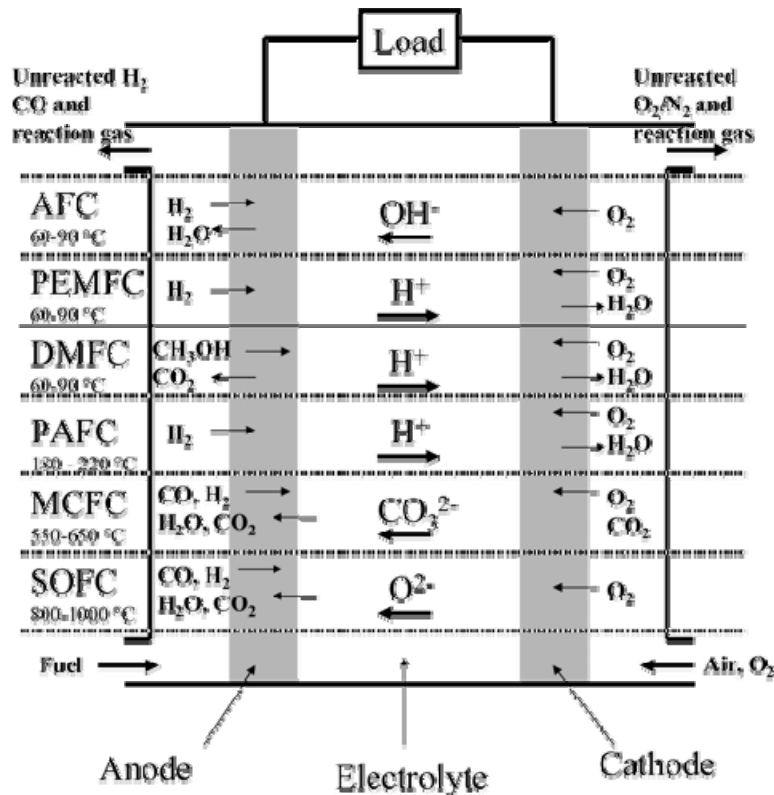 Load
Unreacted H₂
CO and
reaction gas
Unreacted
O₂/N₂ and
reaction gas
AFC
60-90 °C
H₂
H₂O
OH⁻
O₂
PEMFC
60-90 °C
H₂
H⁺
O₂
H₂O
DMFC
60-90 °C
CH₃OH
CO₂
H⁺
O₂
H₂O
PAFC
180 - 220 °C
H₂
H⁺
O₂
H₂O
MCFC
550-650 °C
CO, H₂
H₂O, CO₂
CO₃²⁻
O₂
CO₂
SOFC
800-1000 °C
CO, H₂
H₂O, CO₂
O²⁻
O₂
Fuel
Air, O₂
Anode
Electrolyte
Cathode